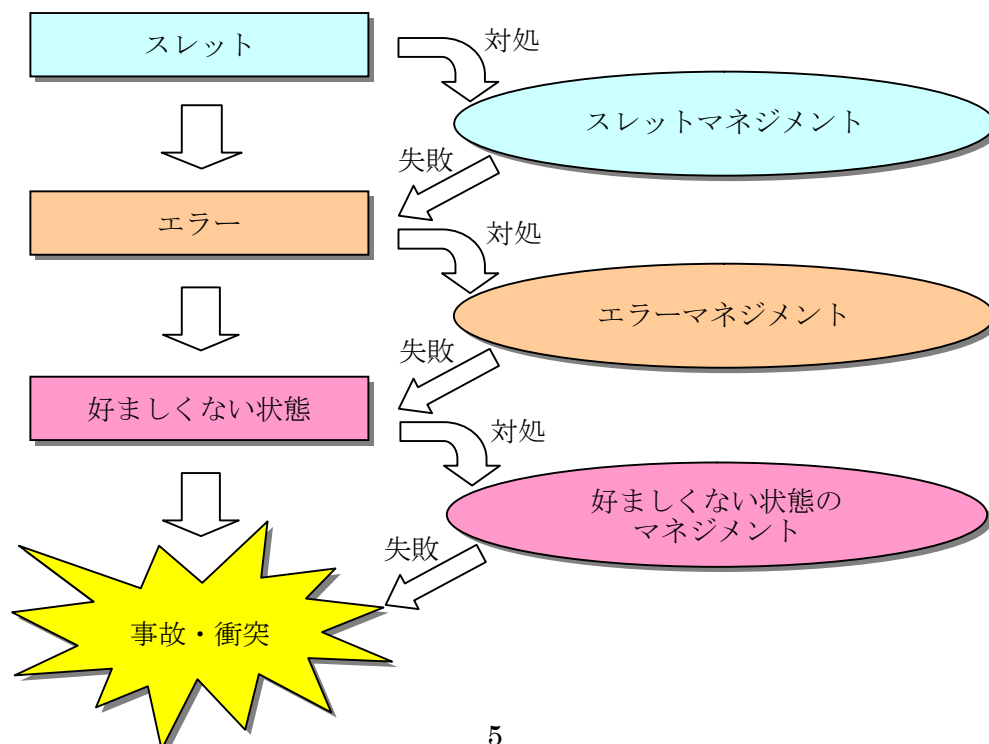 スレット
対処
スレットマネジメント
失敗
エラー
対処
エラーマネジメント
失敗
好ましくない状態
対処
好ましくない状態の
マネジメント
失敗
事故・衝突
5